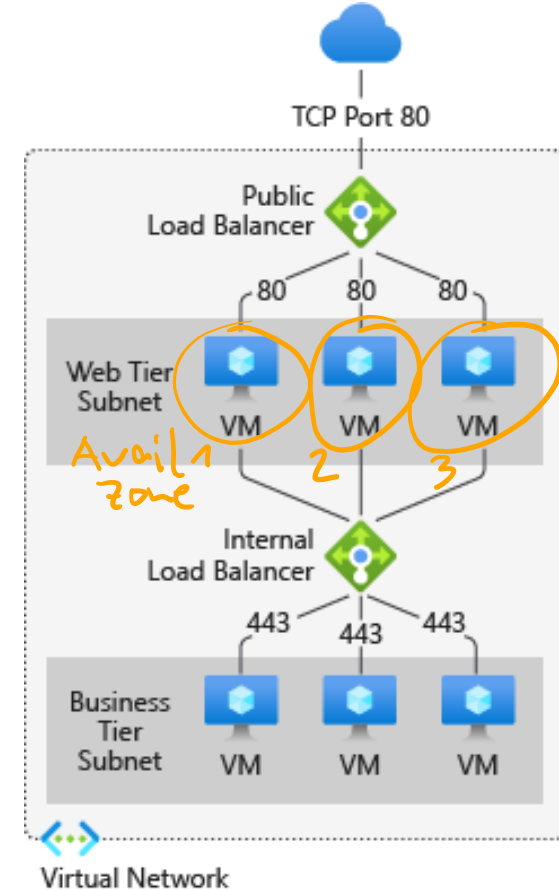 TCP Port 80
Public
Load Balancer
80 80 80
Web Tier
Subnet
VM VM VM
Avail 1 2 3
Zone
Internal
Load Balancer
443 443 443
Business
Tier
Subnet
VM VM VM
Virtual Network